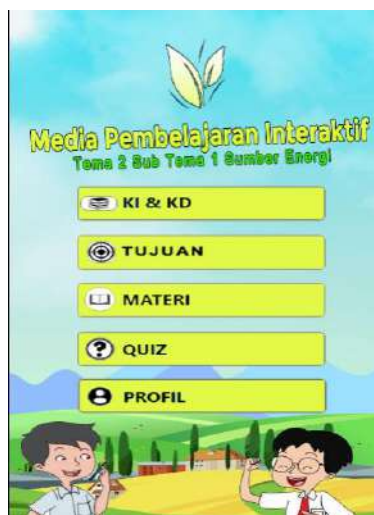 Media Pembelajaran Interaktif
Tema 2 Sub Tema 1 Sumber Energi
KI & KD
TUJUAN
MATERI
? QUIZ
PROFIL